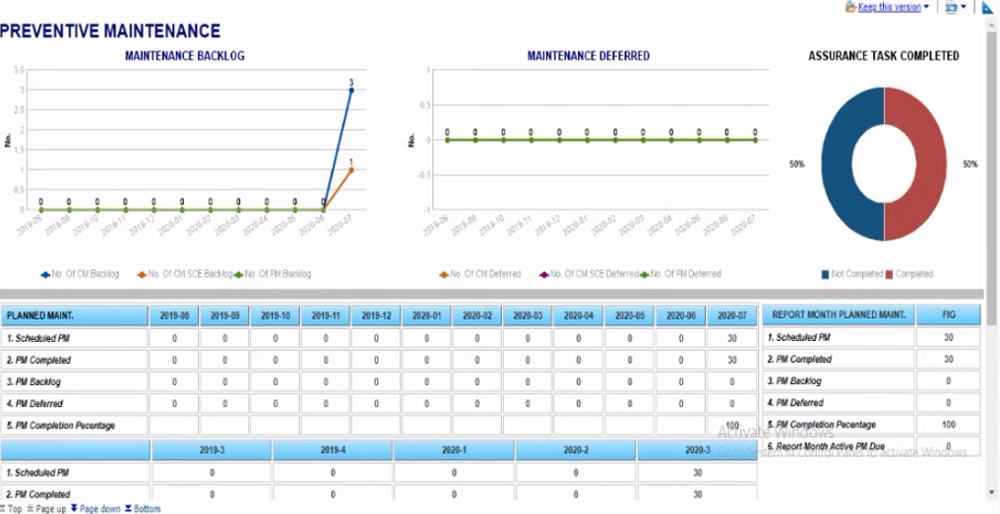 Keep this version
PREVENTIVE MAINTENANCE
MAINTENANCE BACKLOG
3.5
3
2.5
2
1.5
1
0.5
0
No.
0 0 0 0 0 0 0 0 0 0 0 3
1
2019-08 2019-09 2019-10 2019-11 2019-12 2020-01 2020-02 2020-03 2020-04 2020-05 2020-06 2020-07
No. Of CM Backlog No. Of CM SCE Backlog No. Of PM Backlog
MAINTENANCE DEFERRED
1
0.5
0
-0.5
-1
No.
0 0 0 0 0 0 0 0 0 0 0 0
2019-08 2019-09 2019-10 2019-11 2019-12 2020-01 2020-02 2020-03 2020-04 2020-05 2020-06 2020-07
No. Of CM Deferred No. Of CM SCE Deferred No. Of PM Deferred
ASSURANCE TASK COMPLETED
50% 50%
Not Completed Completed
PLANNED MAINT. 2019-08 2019-09 2019-10 2019-11 2019-12 2020-01 2020-02 2020-03 2020-04 2020-05 2020-06 2020-07
1. Scheduled PM 0 0 0 0 0 0 0 0 0 0 0 30
2. PM Completed 0 0 0 0 0 0 0 0 0 0 0 30
3. PM Backlog 0 0 0 0 0 0 0 0 0 0 0 0
4. PM Deferred 0 0 0 0 0 0 0 0 0 0 0 0
5. PM Completion Pecentage 100
2019-3 2019-4 2020-1 2020-2 2020-3
1. Scheduled PM 0 0 0 0 30
2. PM Completed 0 0 0 0 30
REPORT MONTH PLANNED MAINT. FIG
1. Scheduled PM 30
2. PM Completed 30
3. PM Backlog 0
4. PM Deferred 0
5. PM Completion Pecentage 100
6. Report Month Active PM Due 0
Activate Windows
Go to System in Control Panel to activate Windows.
Top Page up Page down Bottom